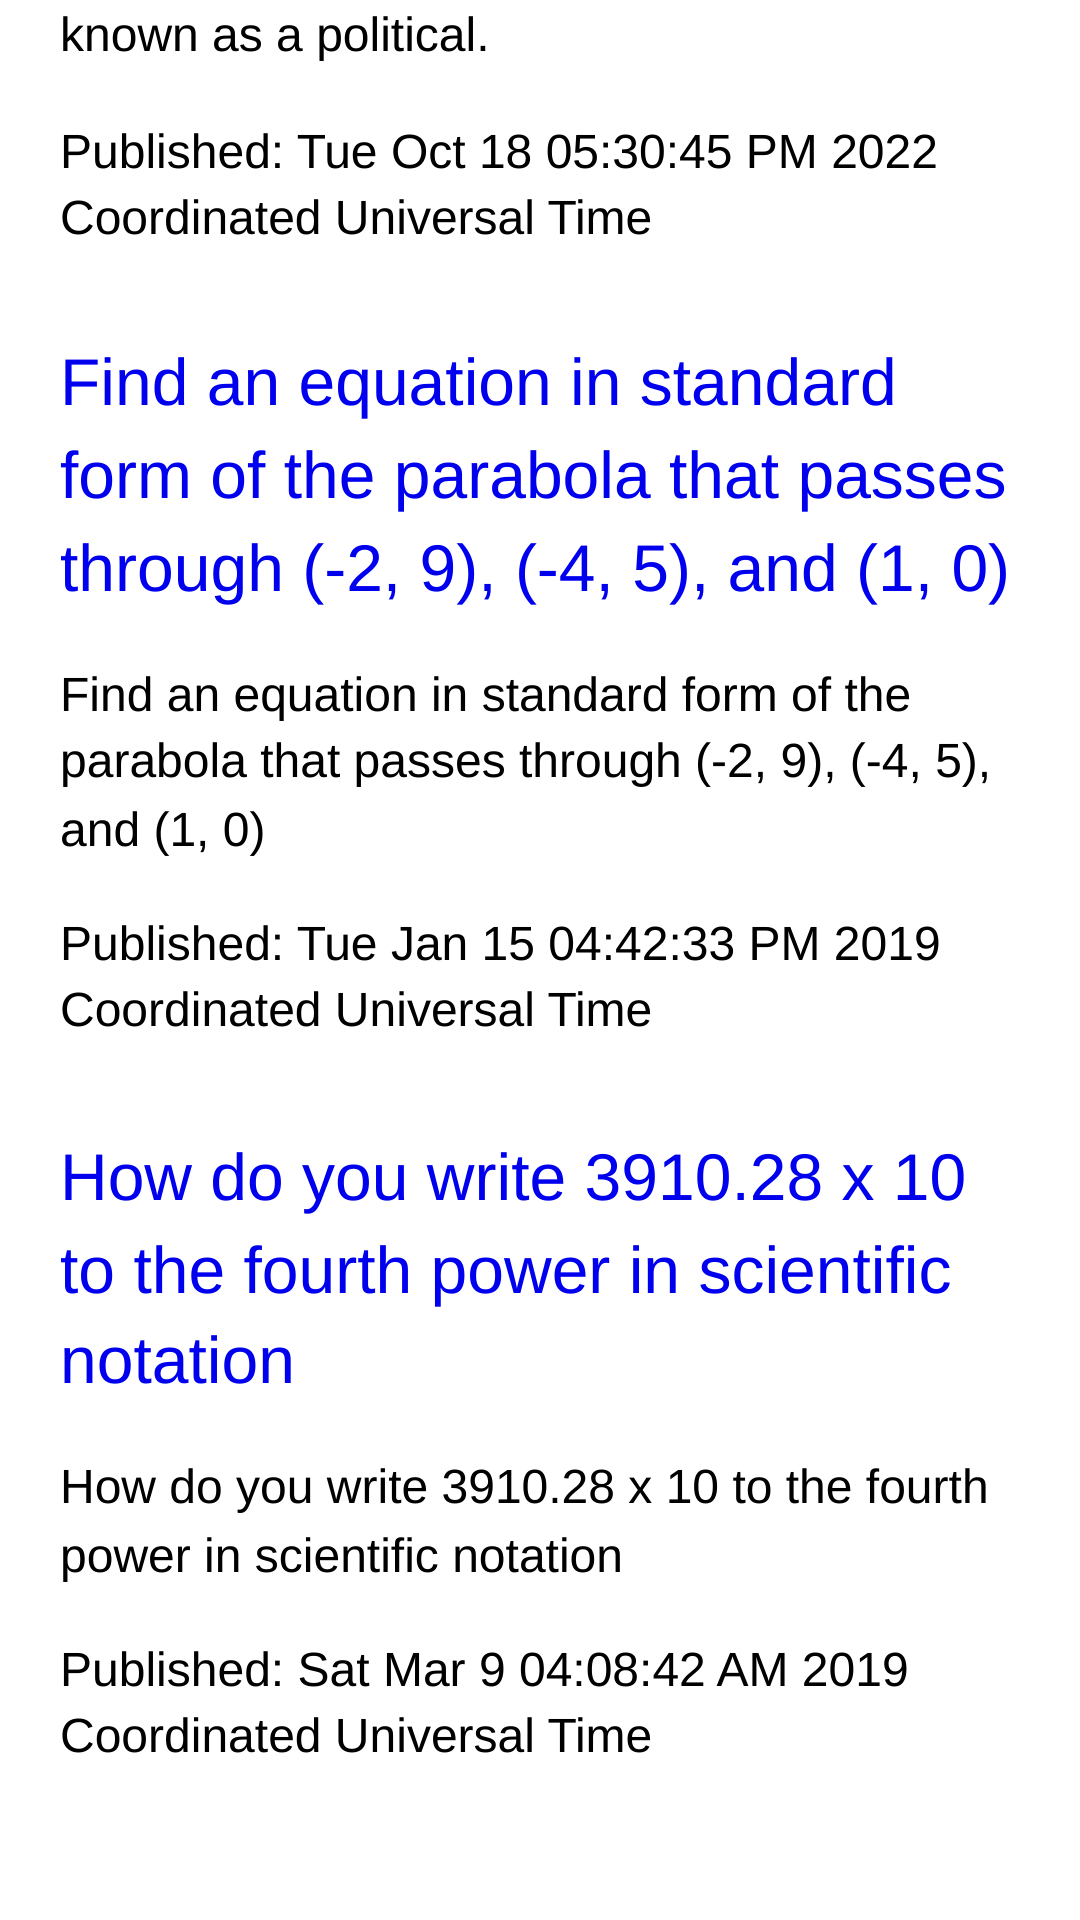 known as a political.
Published: Tue Oct 18 05:30:45 PM 2022
Coordinated Universal Time
Find an equation in standard
form of the parabola that passes
through (-2, 9), (-4, 5), and (1, 0)
Find an equation in standard form of the
parabola that passes through (-2, 9), (-4, 5),
and (1, 0)
Published: Tue Jan 15 04:42:33 PM 2019
Coordinated Universal Time
How do you write 3910.28 x 10
to the fourth power in scientific
notation
How do you write 3910.28 x 10 to the fourth
power in scientific notation
Published: Sat Mar 9 04:08:42 AM 2019
Coordinated Universal Time